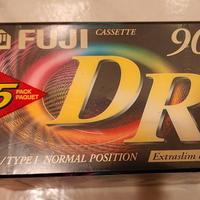 FUJI CASSETTE 90
5 PACK
PAQUET
DR
/TYPE I NORMAL POSITION
Extraslim